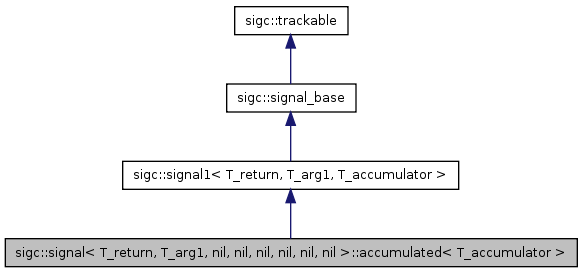 sigc::trackable
sigc::signal_base
sigc::signal1< T_return, T_arg1, T_accumulator >
sigc::signal< T_return, T_arg1, nil, nil, nil, nil, nil, nil >::accumulated< T_accumulator >